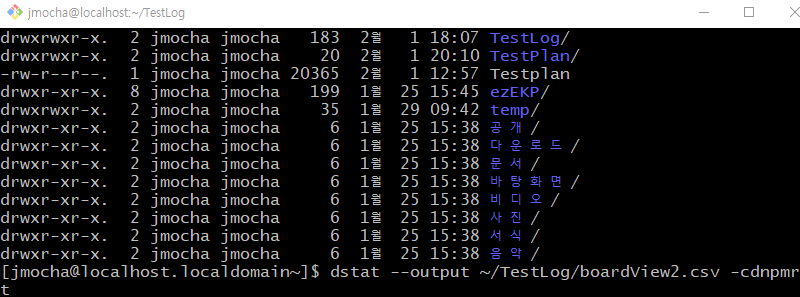 jmocha@localhost:~/TestLog
drwxrwxr-x. 2 jmocha jmocha 183 2월 1 18:07 TestLog/
drwxrwxr-x. 2 jmocha jmocha 20 2월 1 20:10 TestPlan/
-rw-r--r--. 1 jmocha jmocha 20365 2월 1 12:57 Testplan
drwxr-xr-x. 8 jmocha jmocha 199 1월 25 15:45 ezEKP/
drwxrwxr-x. 2 jmocha jmocha 35 1월 29 09:42 temp/
drwxr-xr-x. 2 jmocha jmocha 6 1월 25 15:38 공개/
drwxr-xr-x. 2 jmocha jmocha 6 1월 25 15:38 다운로드/
drwxr-xr-x. 2 jmocha jmocha 6 1월 25 15:38 문서/
drwxr-xr-x. 2 jmocha jmocha 6 1월 25 15:38 바탕화면/
drwxr-xr-x. 2 jmocha jmocha 6 1월 25 15:38 비디오/
drwxr-xr-x. 2 jmocha jmocha 6 1월 25 15:38 사진/
drwxr-xr-x. 2 jmocha jmocha 6 1월 25 15:38 서식/
drwxr-xr-x. 2 jmocha jmocha 6 1월 25 15:38 음악/
[jmocha@localhost.localdomain~]$ dstat --output ~/TestLog/boardView2.csv -cdnpmr
t